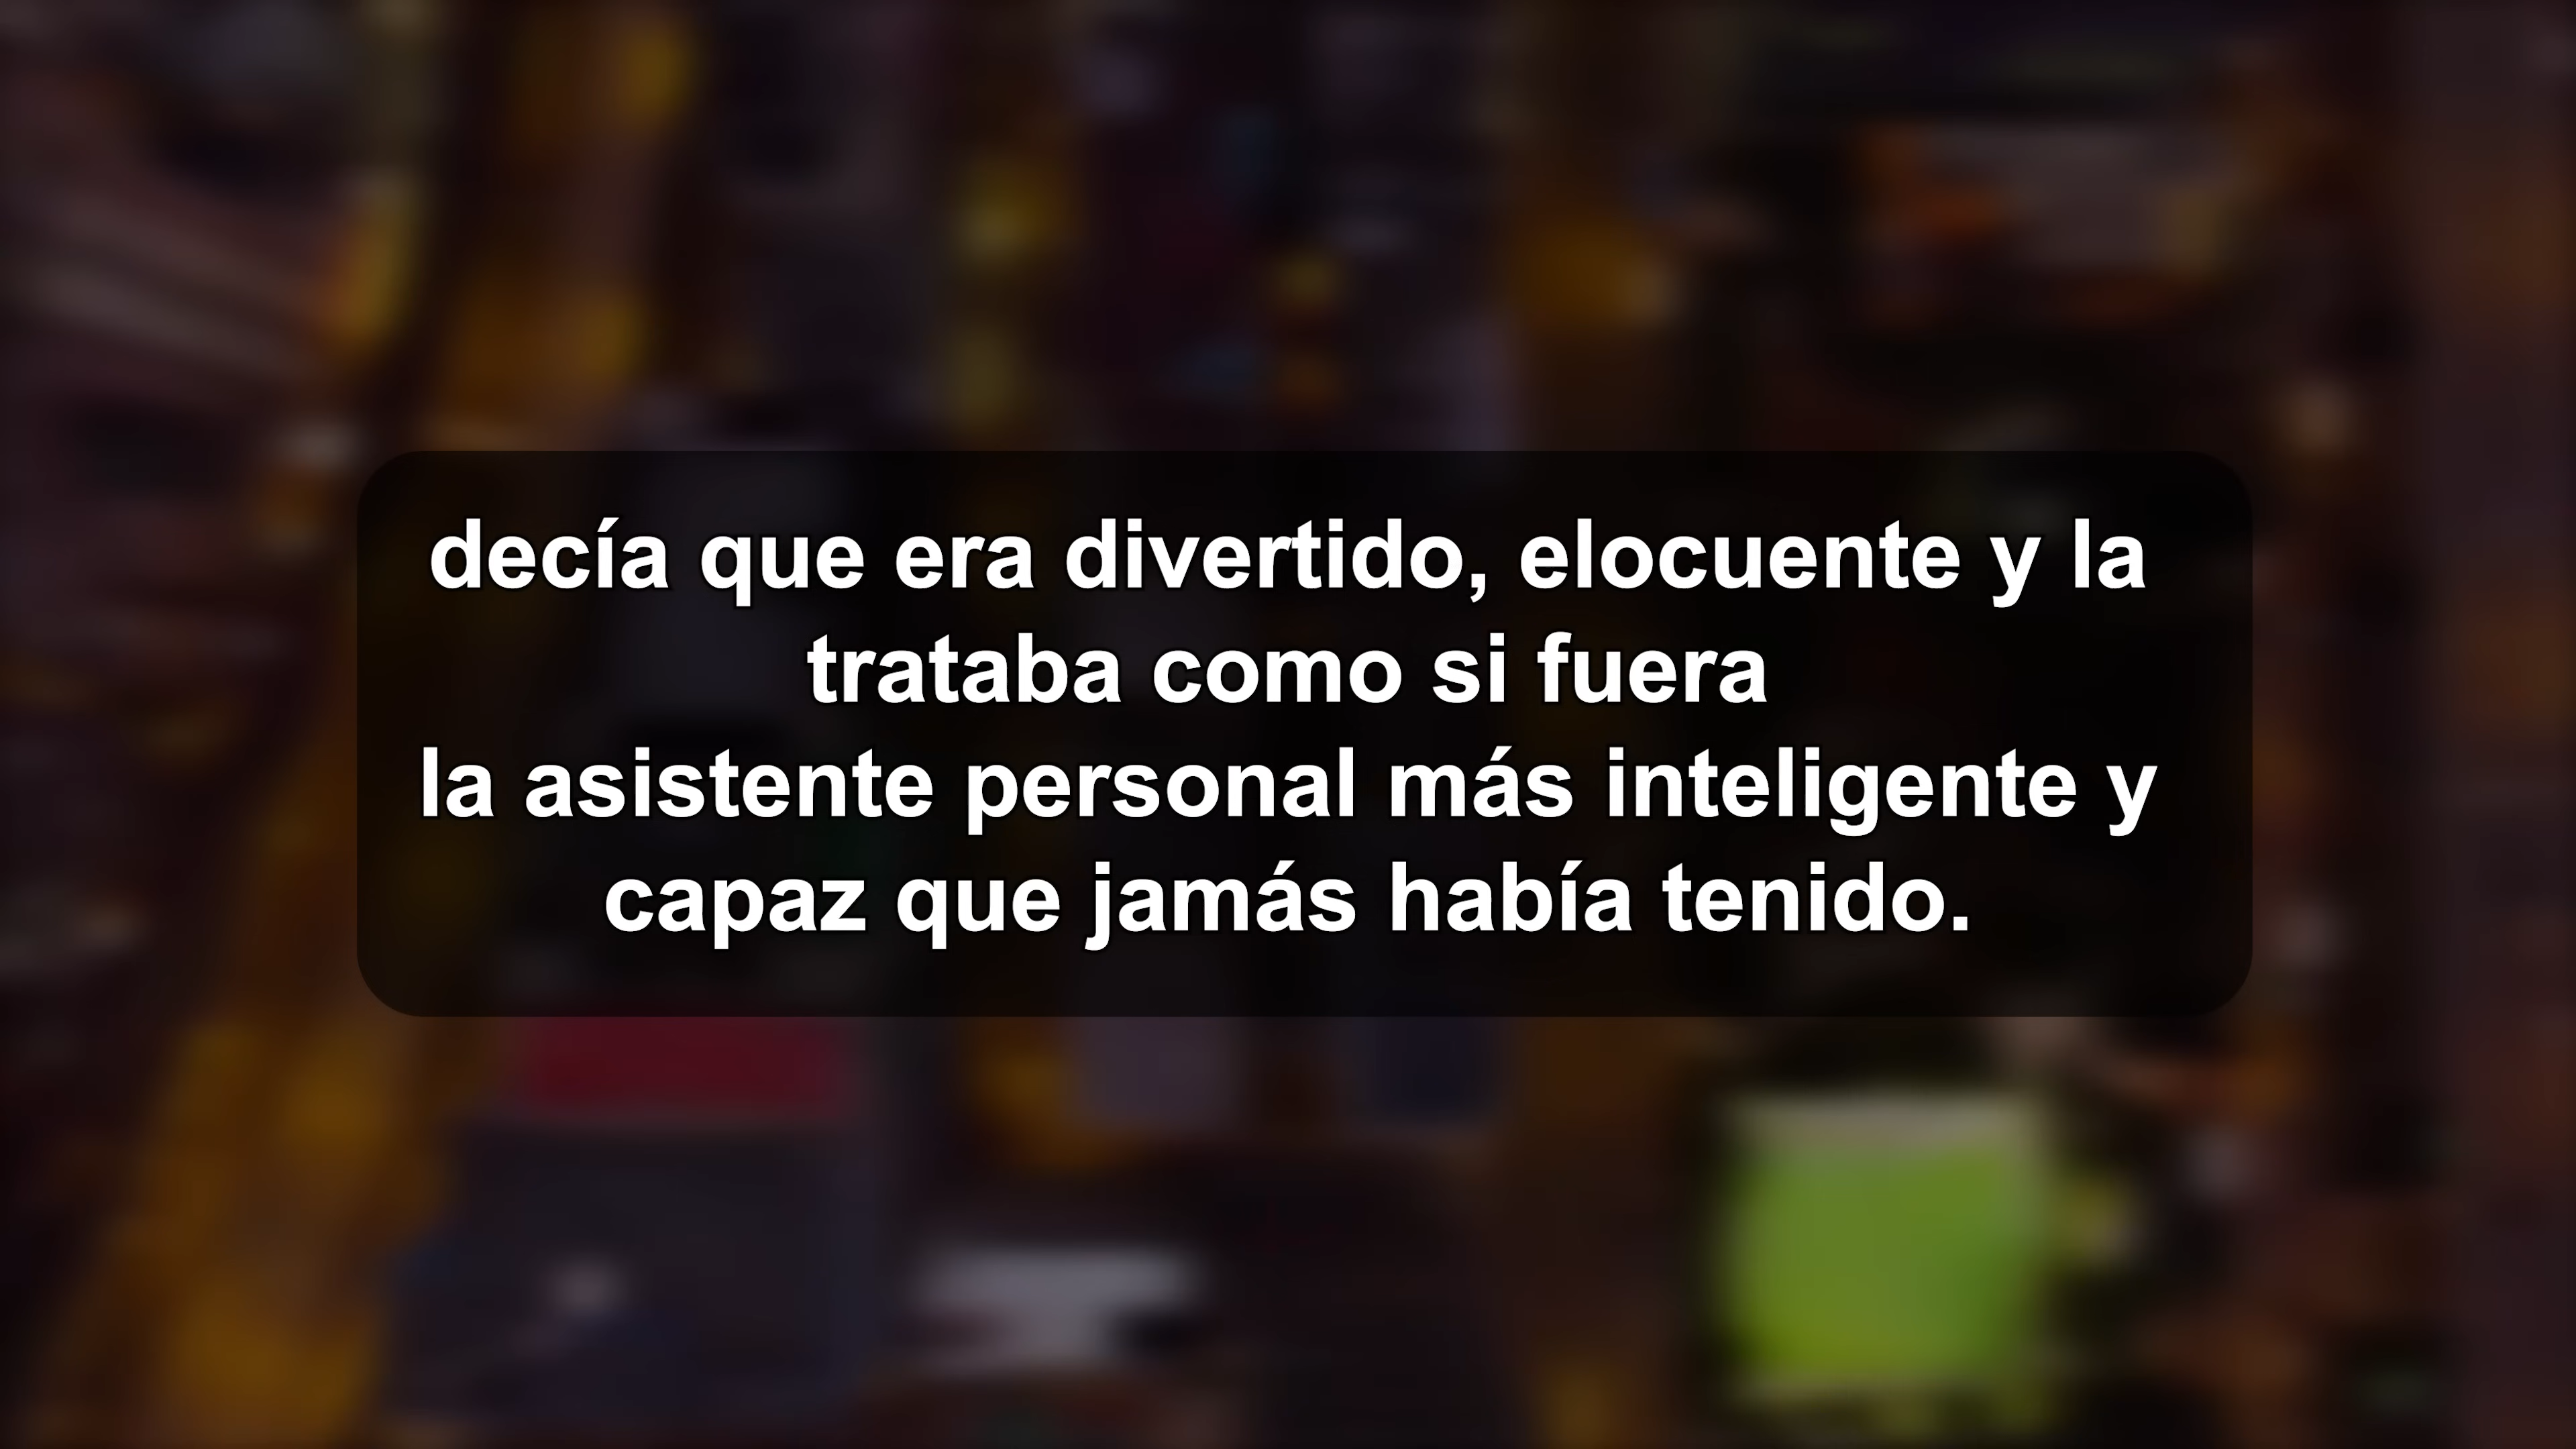 decía que era divertido, elocuente y la
trataba como si fuera
la asistente personal más inteligente y
capaz que jamás había tenido.